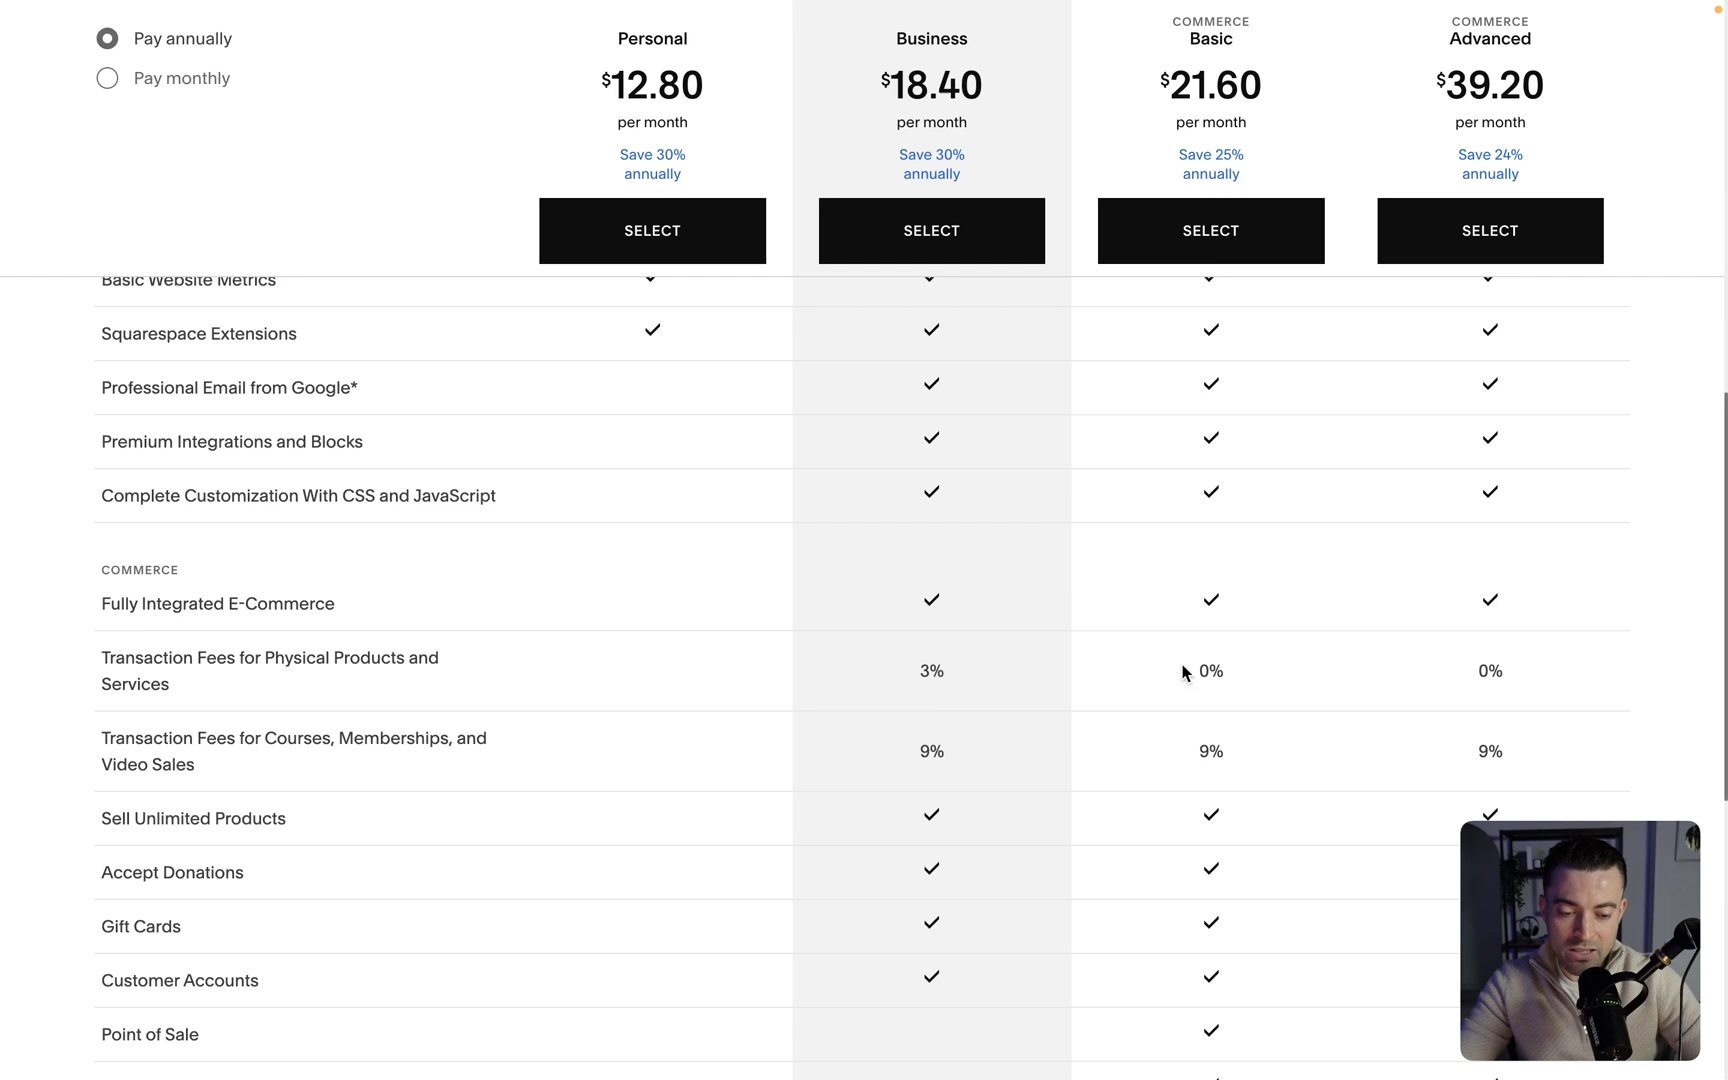 Pay annually
Pay monthly
Personal
$12.80
per month
Save 30%
annually
SELECT
Business
$18.40
per month
Save 30%
annually
SELECT
COMMERCE
Basic
$21.60
per month
Save 25%
annually
SELECT
COMMERCE
Advanced
$39.20
per month
Save 24%
annually
SELECT
Basic Website Metrics
Squarespace Extensions
Professional Email from Google*
Premium Integrations and Blocks
Complete Customization With CSS and JavaScript
COMMERCE
Fully Integrated E-Commerce
Transaction Fees for Physical Products and
Services
3%
0%
0%
Transaction Fees for Courses, Memberships, and
Video Sales
9%
9%
9%
Sell Unlimited Products
Accept Donations
Gift Cards
Customer Accounts
Point of Sale